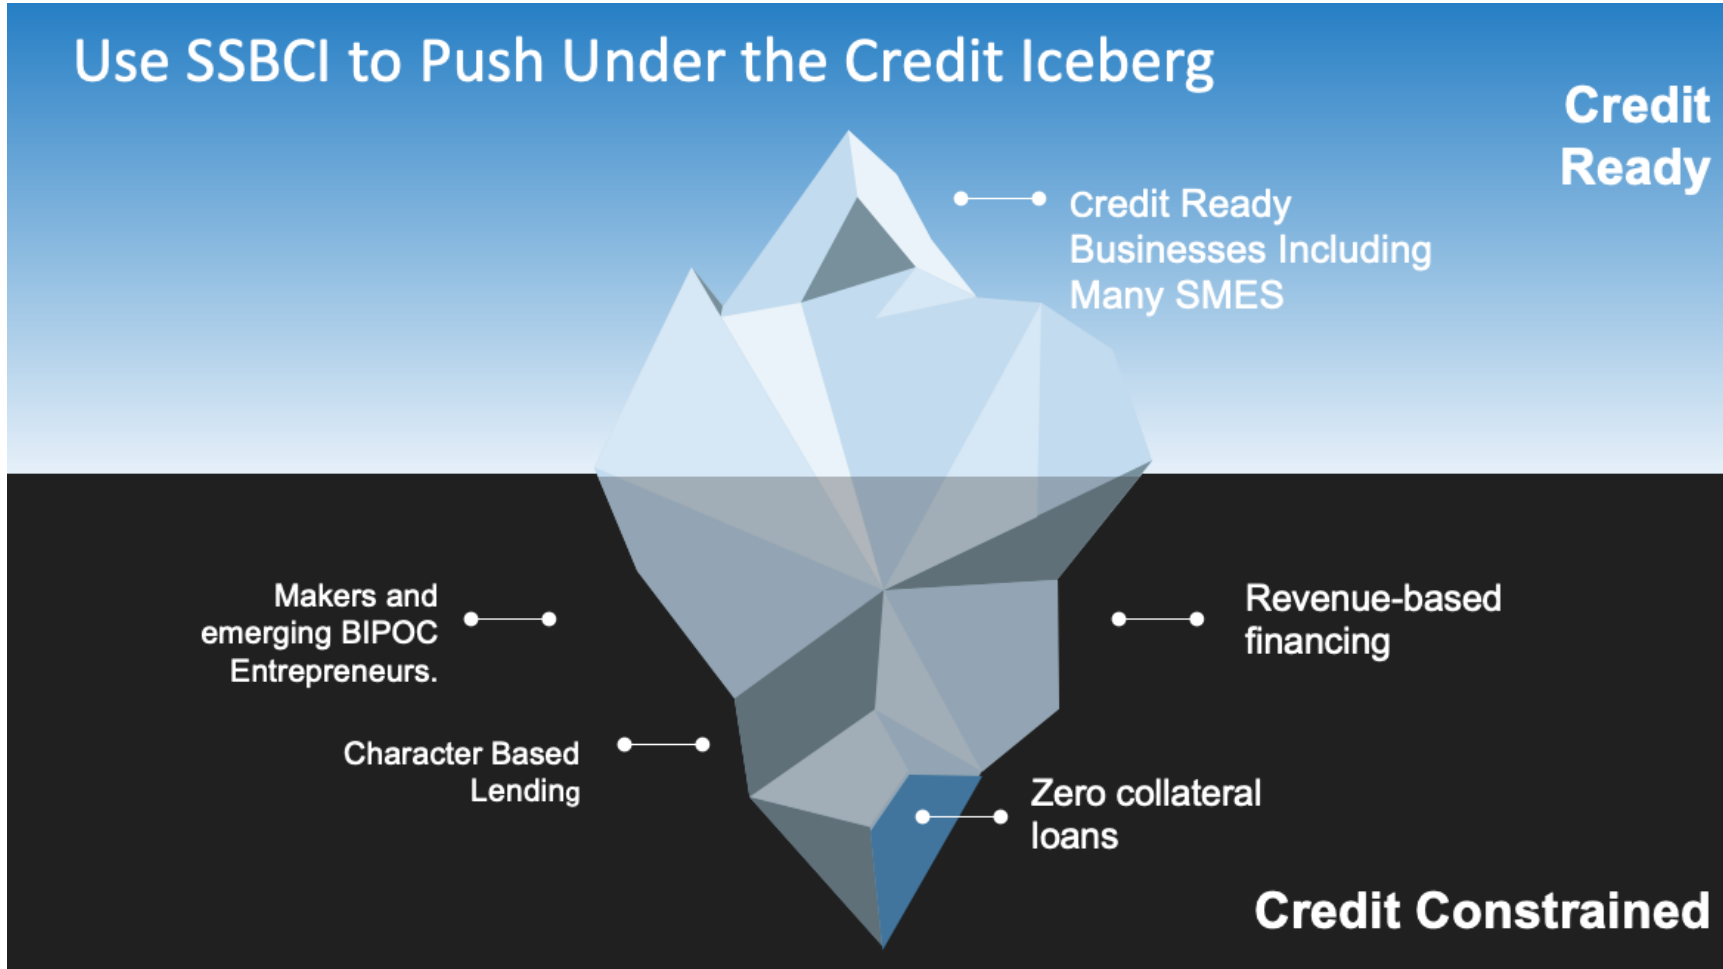 Use SSBCI to Push Under the Credit Iceberg
Credit
Ready
Credit Ready
Businesses Including
Many SMES
Makers and
emerging BIPOC
Entrepreneurs.
Revenue-based
financing
Character Based
Lending
Zero collateral
loans
Credit Constrained